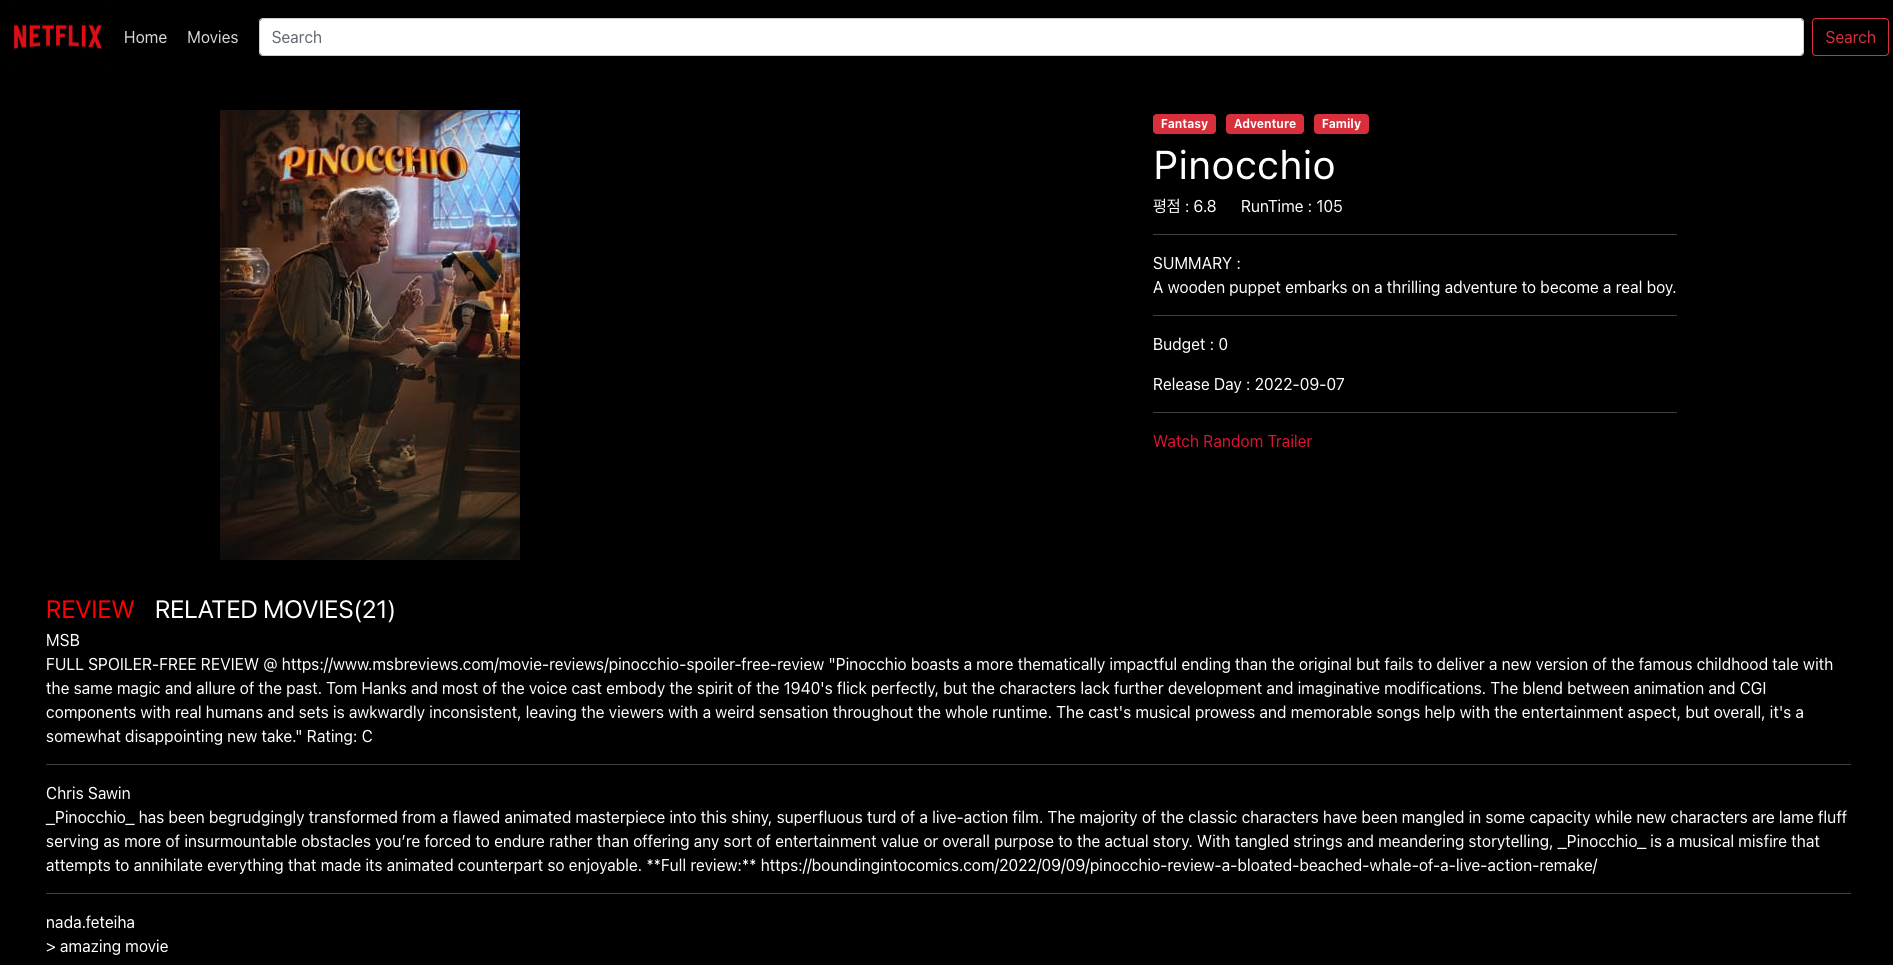 NETFLIX Home Movies Search Search
PINOCCHIO
Fantasy Adventure Family
Pinocchio
평점 : 6.8 RunTime : 105
SUMMARY :
A wooden puppet embarks on a thrilling adventure to become a real boy.
Budget : 0
Release Day : 2022-09-07
Watch Random Trailer
REVIEW RELATED MOVIES(21)
MSB
FULL SPOILER-FREE REVIEW @ https://www.msbreviews.com/movie-reviews/pinocchio-spoiler-free-review "Pinocchio boasts a more thematically impactful ending than the original but fails to deliver a new version of the famous childhood tale with
the same magic and allure of the past. Tom Hanks and most of the voice cast embody the spirit of the 1940's flick perfectly, but the characters lack further development and imaginative modifications. The blend between animation and CGI
components with real humans and sets is awkwardly inconsistent, leaving the viewers with a weird sensation throughout the whole runtime. The cast's musical prowess and memorable songs help with the entertainment aspect, but overall, it's a
somewhat disappointing new take." Rating: C
Chris Sawin
_Pinocchio_ has been begrudgingly transformed from a flawed animated masterpiece into this shiny, superfluous turd of a live-action film. The majority of the classic characters have been mangled in some capacity while new characters are lame fluff
serving as more of insurmountable obstacles you’re forced to endure rather than offering any sort of entertainment value or overall purpose to the actual story. With tangled strings and meandering storytelling, _Pinocchio_ is a musical misfire that
attempts to annihilate everything that made its animated counterpart so enjoyable. **Full review:** https://boundingintocomics.com/2022/09/09/pinocchio-review-a-bloated-beached-whale-of-a-live-action-remake/
nada.feteiha
> amazing movie